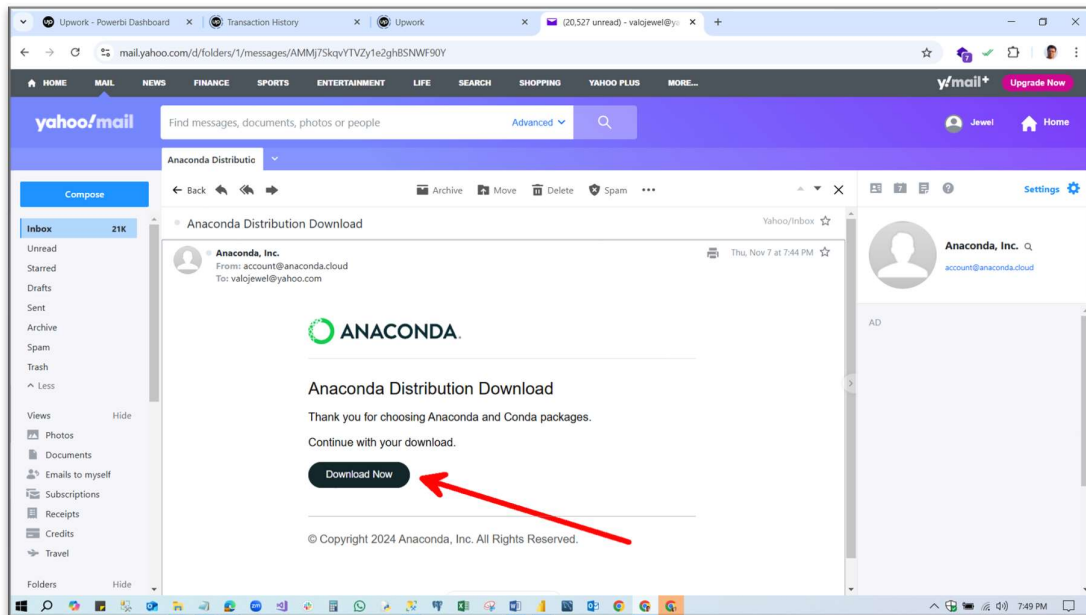 Upwork - Powerbi Dashboard
Transaction History
Upwork
(20,527 unread) - valojewel@ya
mail.yahoo.com/d/folders/1/messages/AMMj7SkqvYTVZy1e2ghBSNWF90Y
7
HOME MAIL NEWS FINANCE SPORTS ENTERTAINMENT LIFE SEARCH SHOPPING YAHOO PLUS MORE...
y!mail+ Upgrade Now
yahoo!mail
Find messages, documents, photos or people
Advanced
Jewel
Home
Anaconda Distributic
Compose
Back
Archive Move Delete Spam
7
Settings
Inbox 21K
Unread
Starred
Drafts
Sent
Archive
Spam
Trash
Less
Views Hide
Photos
Documents
Emails to myself
Subscriptions
Receipts
Credits
Travel
Folders Hide
Anaconda Distribution Download
Yahoo/Inbox
Anaconda, Inc.
From: account@anaconda.cloud
To: valojewel@yahoo.com
Thu, Nov 7 at 7:44 PM
ANACONDA.
Anaconda Distribution Download
Thank you for choosing Anaconda and Conda packages.
Continue with your download.
Download Now
© Copyright 2024 Anaconda, Inc. All Rights Reserved.
Anaconda, Inc.
account@anaconda.cloud
AD
7:49 PM